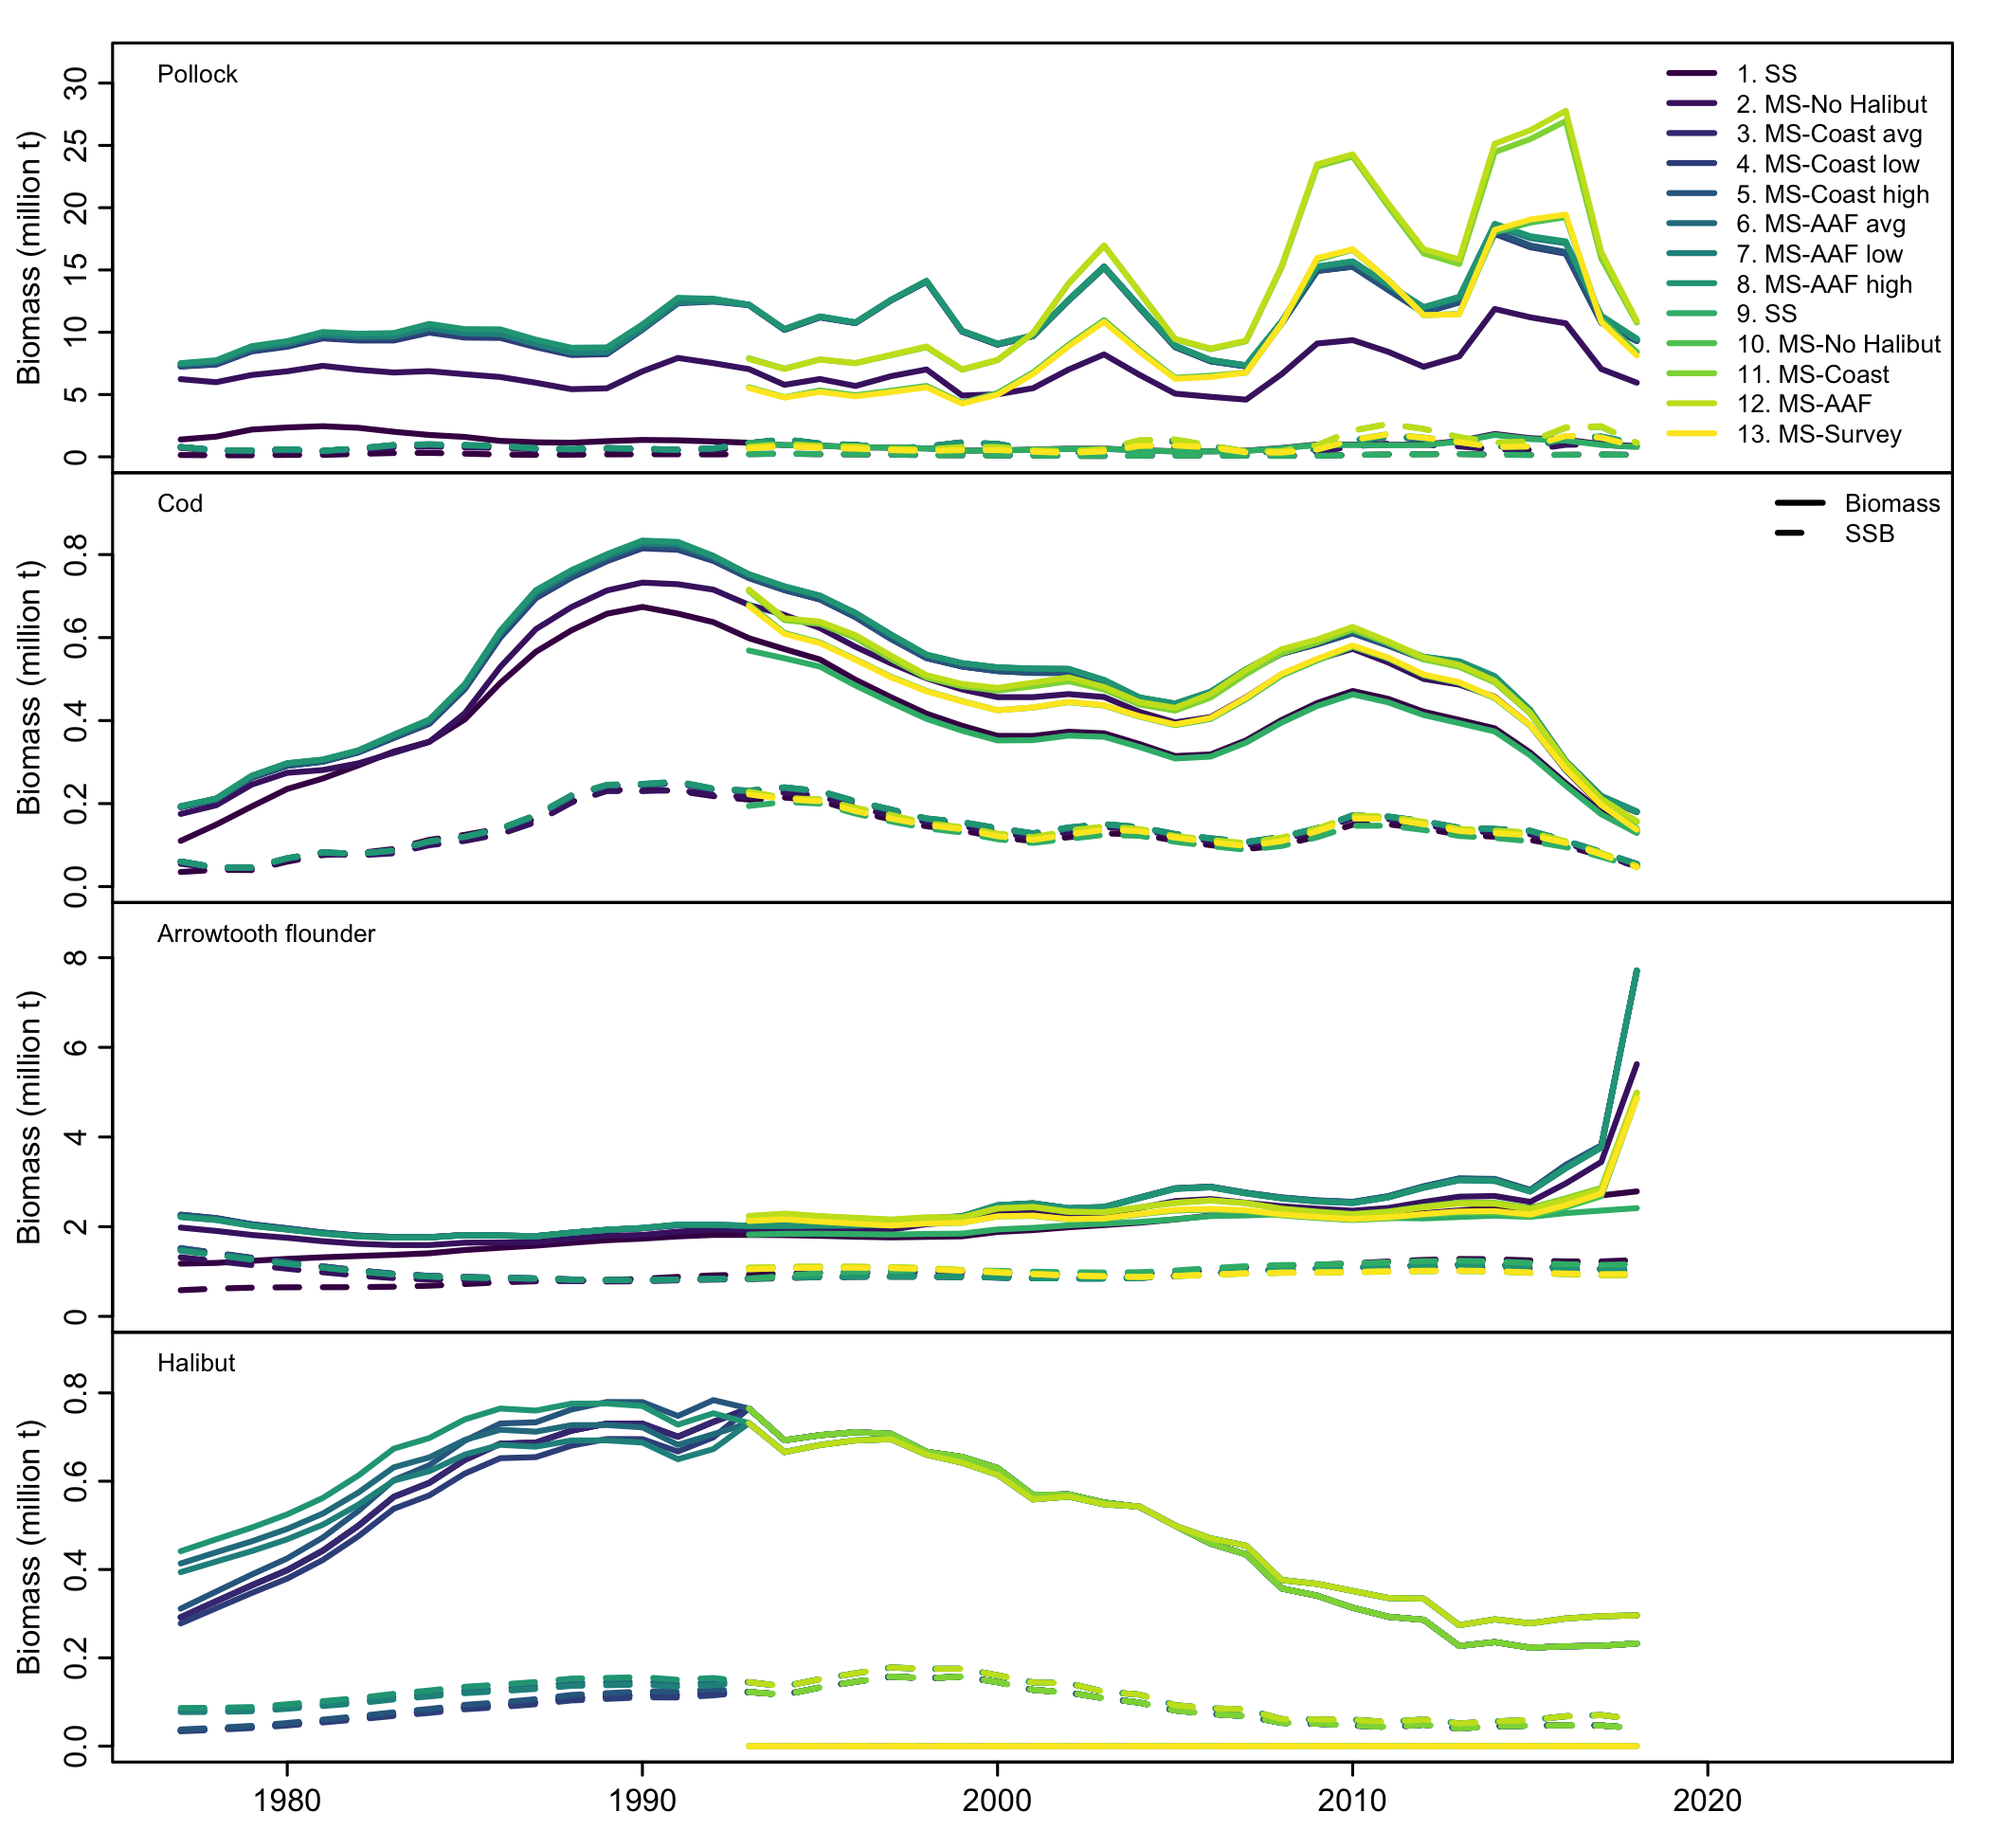 Pollock
Biomass (million t)
30
25
20
15
10
5
0
1. SS
2. MS-No Halibut
3. MS-Coast avg
4. MS-Coast low
5. MS-Coast high
6. MS-AAF avg
7. MS-AAF low
8. MS-AAF high
9. SS
10. MS-No Halibut
11. MS-Coast
12. MS-AAF
13. MS-Survey
Cod
Biomass (million t)
0.8
0.6
0.4
0.2
0.0
Biomass
SSB
Arrowtooth flounder
Biomass (million t)
8
6
4
2
0
Halibut
Biomass (million t)
0.8
0.6
0.4
0.2
0.0
1980 1990 2000 2010 2020